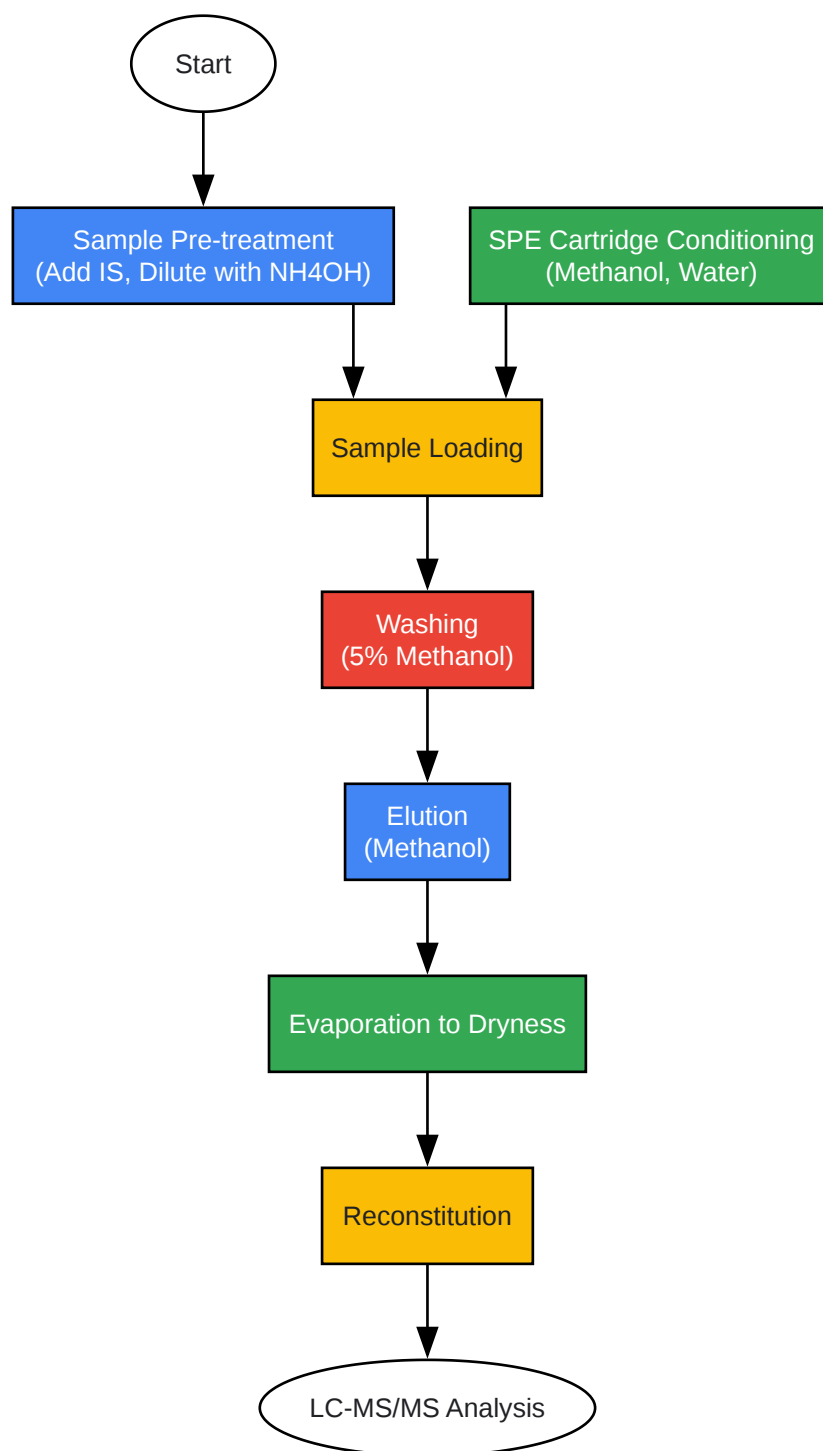 Start
Sample Pre-treatment
(Add IS, Dilute with NH4OH)
SPE Cartridge Conditioning
(Methanol, Water)
Sample Loading
Washing
(5% Methanol)
Elution
(Methanol)
Evaporation to Dryness
Reconstitution
LC-MS/MS Analysis